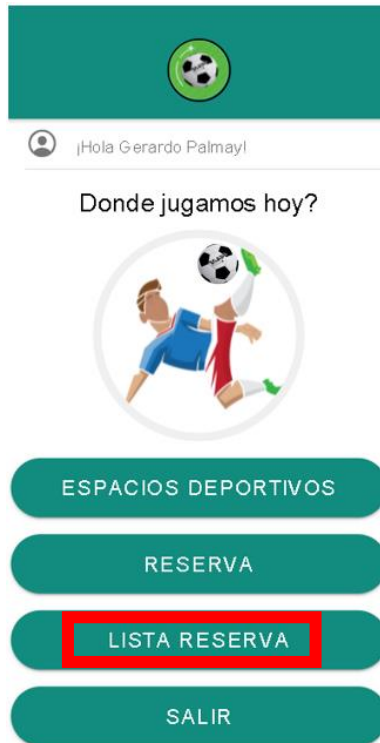 ¡Hola Gerardo Palmay!
Donde jugamos hoy?
ESPACIOS DEPORTIVOS
RESERVA
LISTA RESERVA
SALIR